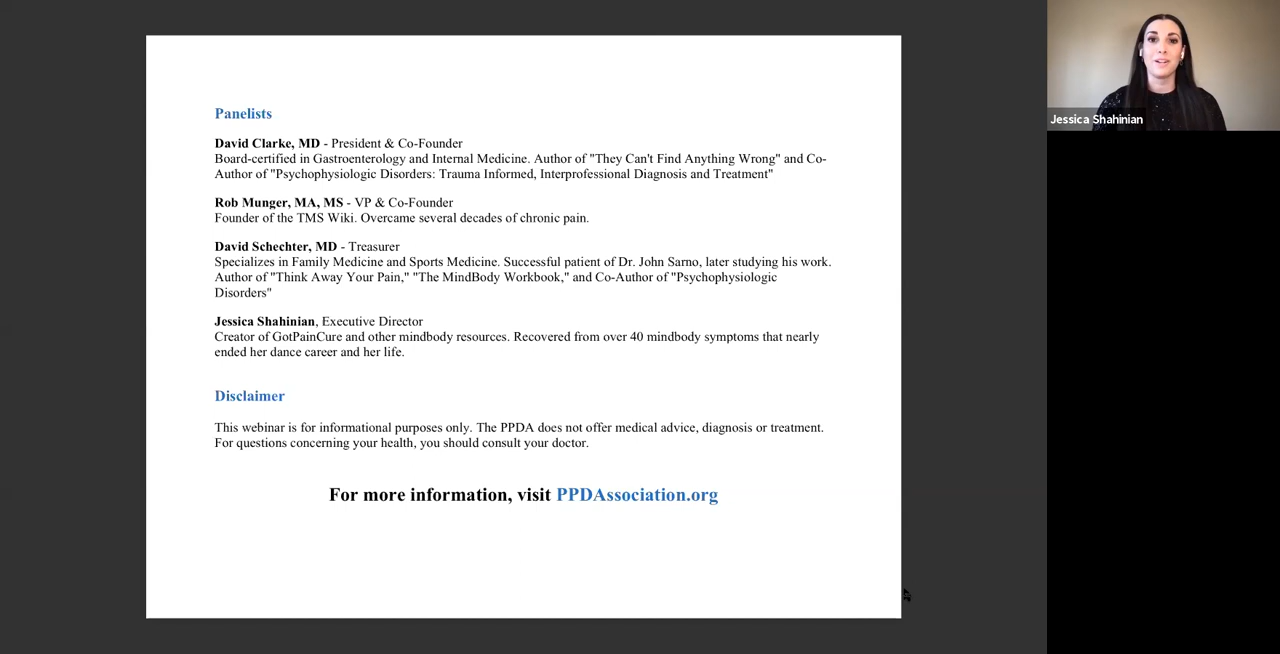 Panelists
David Clarke, MD - President & Co-Founder
Board-certified in Gastroenterology and Internal Medicine. Author of "They Can't Find Anything Wrong" and Co-
Author of "Psychophysiologic Disorders: Trauma Informed, Interprofessional Diagnosis and Treatment"
Rob Munger, MA, MS - VP & Co-Founder
Founder of the TMS Wiki. Overcame several decades of chronic pain.
David Schechter, MD - Treasurer
Specializes in Family Medicine and Sports Medicine. Successful patient of Dr. John Sarno, later studying his work.
Author of "Think Away Your Pain," "The MindBody Workbook," and Co-Author of "Psychophysiologic
Disorders"
Jessica Shahinian, Executive Director
Creator of GotPainCure and other mindbody resources. Recovered from over 40 mindbody symptoms that nearly
ended her dance career and her life.
Disclaimer
This webinar is for informational purposes only. The PPDA does not offer medical advice, diagnosis or treatment.
For questions concerning your health, you should consult your doctor.
For more information, visit PPDAssociation.org
Jessica Shahinian